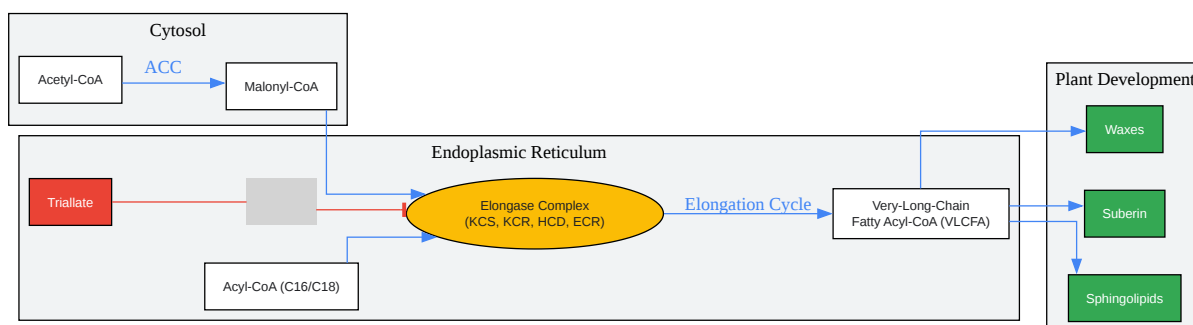 Cytosol
Acetyl-CoA
ACC
Malonyl-CoA
Plant Development
Waxes
Endoplasmic Reticulum
Triallate
Elongase Complex
(KCS, KCR, HCD, ECR)
Elongation Cycle
Very-Long-Chain
Fatty Acyl-CoA (VLCFA)
Suberin
Acyl-CoA (C16/C18)
Sphingolipids